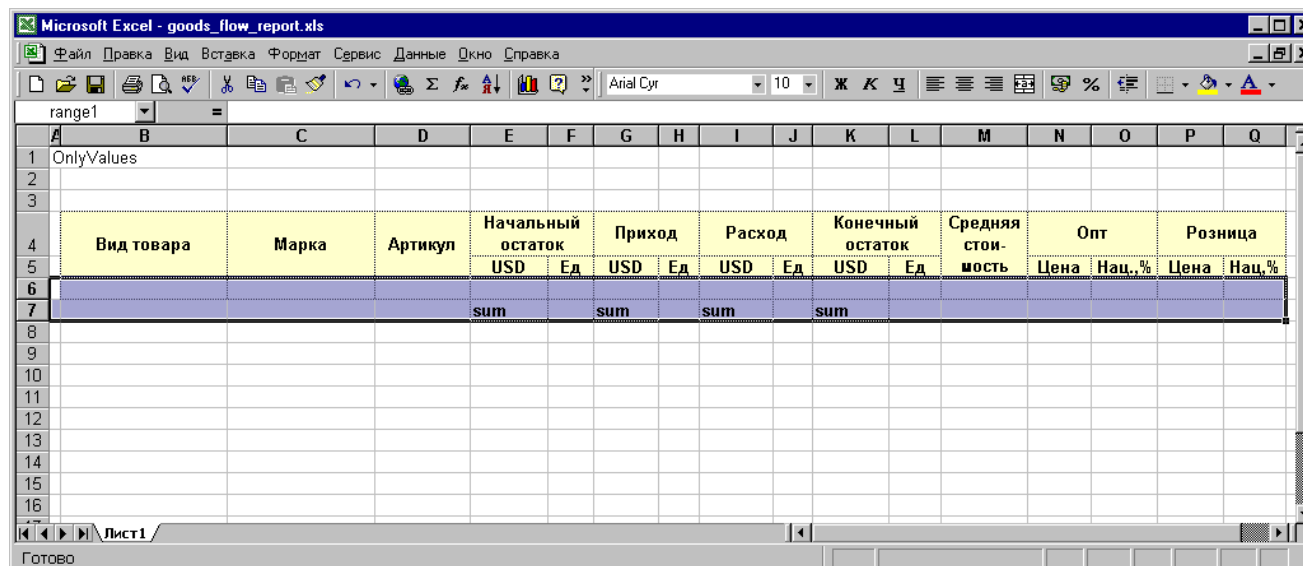 Microsoft Excel - goods_flow_report.xls
Файл Правка Вид Вставка Формат Сервис Данные Окно Справка
Arial Cyr 10 Ж К Ч
range1 =
A B C D E F G H I J K L M N O P Q
1 OnlyValues
2
3
4 Вид товара Марка Артикул Начальный остаток Приход Расход Конечный остаток Средняя стои-мость Опт Розница
5 USD Ед USD Ед USD Ед USD Ед Цена Нац.,% Цена Нац,%
6
7 sum sum sum sum
8
9
10
11
12
13
14
15
16
17
Лист1
Готово